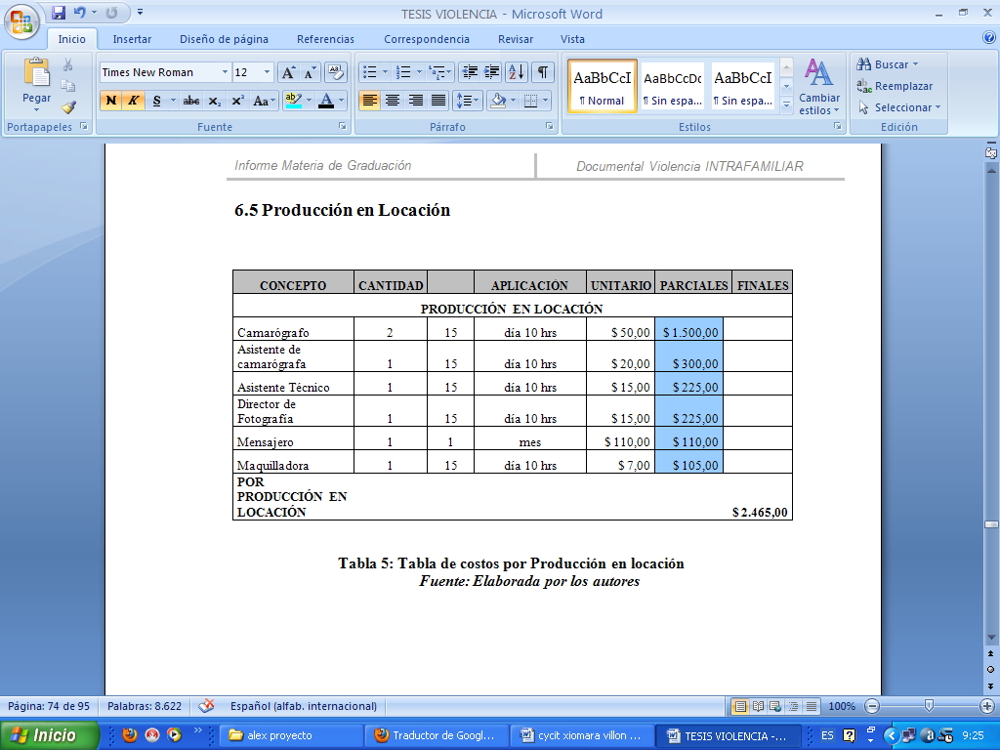 TESIS VIOLENCIA - Microsoft Word
Inicio Insertar Diseño de página Referencias Correspondencia Revisar Vista
Pegar
Portapapeles
Times New Roman 12
N K S abc x₂ x² Aa
Fuente
Párrafo
AaBbCcI AaBbCcDc AaBbCcI
¶ Normal ¶ Sin espa... ¶ Sin espa...
Cambiar estilos
Estilos
Buscar
Reemplazar
Seleccionar
Edición
Informe Materia de Graduación Documental Violencia INTRAFAMILIAR
6.5 Producción en Locación
CONCEPTO CANTIDAD APLICACIÓN UNITARIO PARCIALES FINALES
PRODUCCIÓN EN LOCACIÓN
Camarógrafo 2 15 día 10 hrs $ 50,00 $ 1.500,00
Asistente de
camarógrafa 1 15 día 10 hrs $ 20,00 $ 300,00
Asistente Técnico 1 15 día 10 hrs $ 15,00 $ 225,00
Director de
Fotografía 1 15 día 10 hrs $ 15,00 $ 225,00
Mensajero 1 1 mes $ 110,00 $ 110,00
Maquilladora 1 15 día 10 hrs $ 7,00 $ 105,00
POR
PRODUCCIÓN EN
LOCACIÓN $ 2.465,00
Tabla 5: Tabla de costos por Producción en locación
Fuente: Elaborada por los autores
Página: 74 de 95 Palabras: 8.622 Español (alfab. internacional) 100%
Inicio alex proyecto Traductor de Googl... cycit xiomara villon ... TESIS VIOLENCIA -... ES 9:25